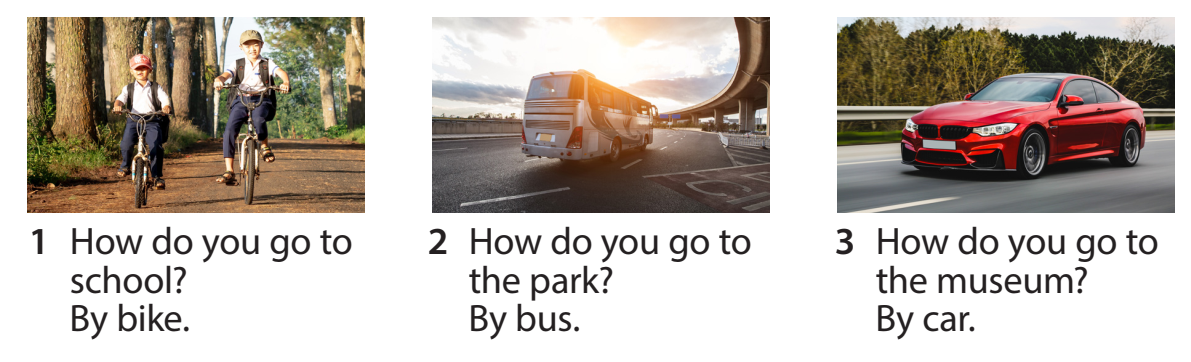 1 How do you go to
school?
By bike.
2 How do you go to
the park?
By bus.
3 How do you go to
the museum?
By car.